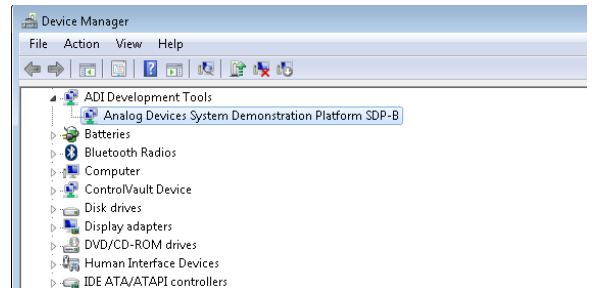 Device Manager
File Action View Help
ADI Development Tools
Analog Devices System Demonstration Platform SDP-B
Batteries
Bluetooth Radios
Computer
ControlVault Device
Disk drives
Display adapters
DVD/CD-ROM drives
Human Interface Devices
IDE ATA/ATAPI controllers